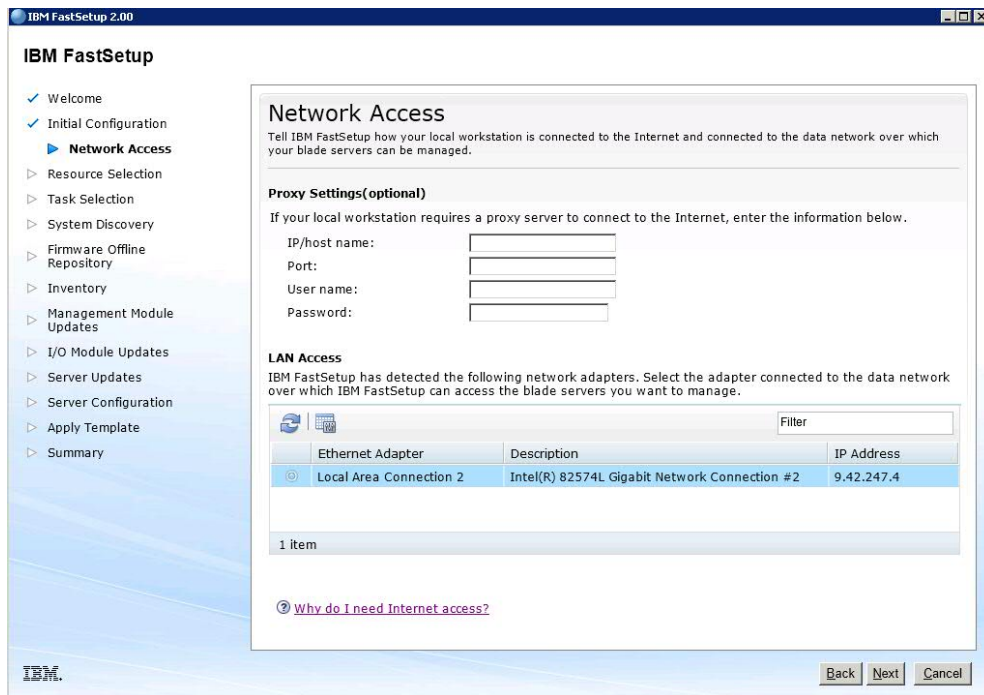 IBM FastSetup 2.00
IBM FastSetup
Welcome
Initial Configuration
Network Access
Resource Selection
Task Selection
System Discovery
Firmware Offline
Repository
Inventory
Management Module
Updates
I/O Module Updates
Server Updates
Server Configuration
Apply Template
Summary
Network Access
Tell IBM FastSetup how your local workstation is connected to the Internet and connected to the data network over which
your blade servers can be managed.
Proxy Settings(optional)
If your local workstation requires a proxy server to connect to the Internet, enter the information below.
IP/host name:
Port:
User name:
Password:
LAN Access
IBM FastSetup has detected the following network adapters. Select the adapter connected to the data network
over which IBM FastSetup can access the blade servers you want to manage.
Filter
Ethernet Adapter Description IP Address
Local Area Connection 2 Intel(R) 82574L Gigabit Network Connection #2 9.42.247.4
1 item
Why do I need Internet access?
IBM.
Back Next Cancel